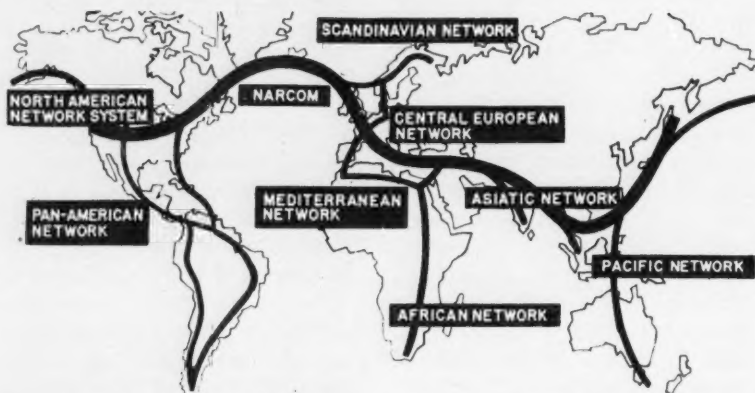 SCANDINAVIAN NETWORK
NORTH AMERICAN
NETWORK SYSTEM
NARCOM
CENTRAL EUROPEAN
NETWORK
PAN-AMERICAN
NETWORK
MEDITERRANEAN
NETWORK
ASIATIC NETWORK
PACIFIC NETWORK
AFRICAN NETWORK